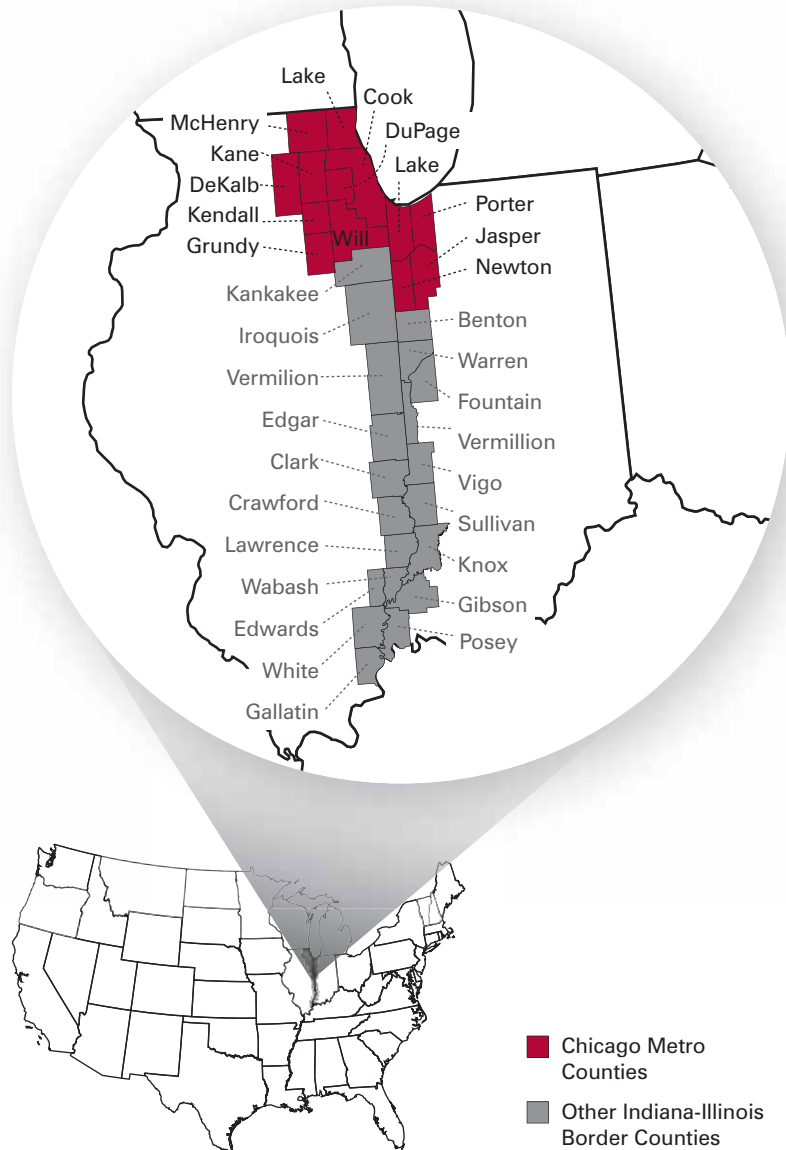 Lake
Cook
McHenry
DuPage
Kane
Lake
DeKalb
Kendall
Porter
Will
Jasper
Grundy
Newton
Kankakee
Benton
Iroquois
Warren
Vermilion
Fountain
Edgar
Vermillion
Clark
Vigo
Crawford
Sullivan
Lawrence
Knox
Wabash
Gibson
Edwards
Posey
White
Gallatin
Chicago Metro
Counties
Other Indiana-Illinois
Border Counties